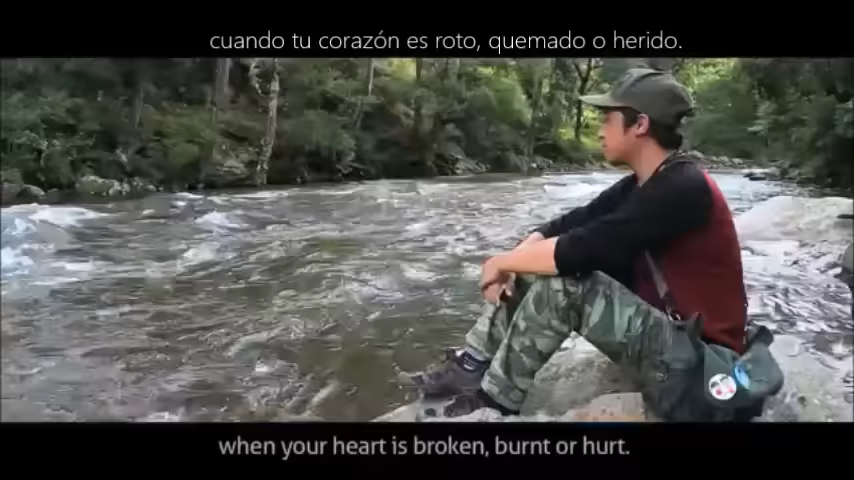 cuando tu corazón es roto, quemado o herido.
when your heart is broken, burnt or hurt.